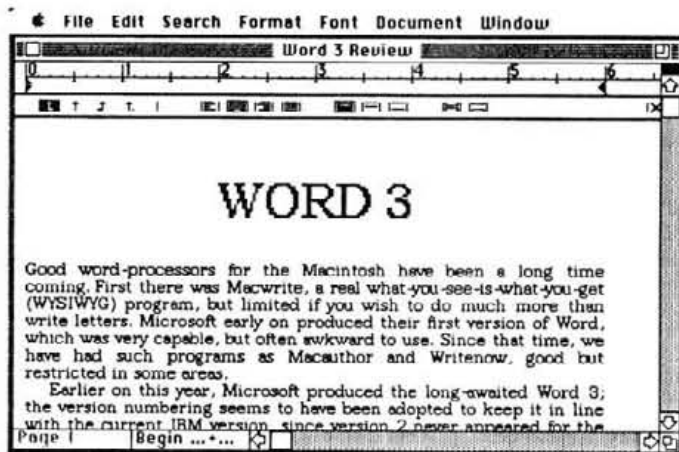 File Edit Search Format Font Document Window
Word 3 Review
0 1 2 3 4 5 6
WORD 3
Good word-processors for the Macintosh have been a long time
coming. First there was Macwrite, a real what-you-see-is-what-you-get
(WYSIWYG) program, but limited if you wish to do much more than
write letters. Microsoft early on produced their first version of Word,
which was very capable, but often awkward to use. Since that time, we
have had such programs as Macauthor and Writenow, good but
restricted in some areas.
Earlier on this year, Microsoft produced the long-awaited Word 3;
the version numbering seems to have been adopted to keep it in line
with the current IBM version, since version 2 never appeared for the
Page 1 Begin ...+...